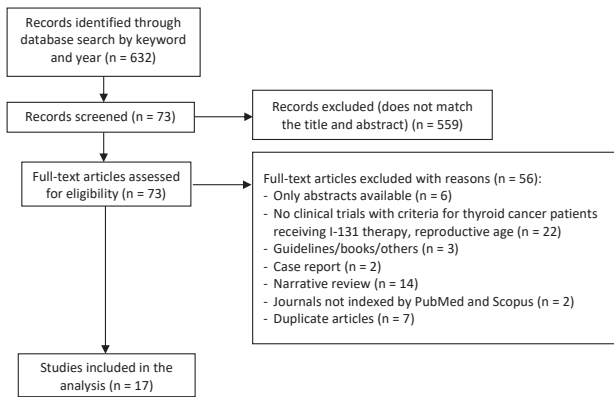 Records identified through
database search by keyword
and year (n = 632)
Records screened (n = 73)
Records excluded (does not match
the title and abstract) (n = 559)
Full-text articles assessed
for eligibility (n = 73)
Full-text articles excluded with reasons (n = 56):
- Only abstracts available (n = 6)
- No clinical trials with criteria for thyroid cancer patients
receiving I-131 therapy, reproductive age (n = 22)
- Guidelines/books/others (n = 3)
- Case report (n = 2)
- Narrative review (n = 14)
- Journals not indexed by PubMed and Scopus (n = 2)
- Duplicate articles (n = 7)
Studies included in the
analysis (n = 17)